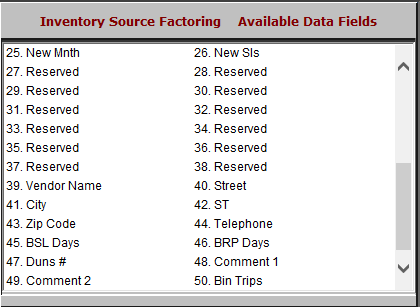 Inventory Source Factoring Available Data Fields
25. New Mnth 26. New Sls
27. Reserved 28. Reserved
29. Reserved 30. Reserved
31. Reserved 32. Reserved
33. Reserved 34. Reserved
35. Reserved 36. Reserved
37. Reserved 38. Reserved
39. Vendor Name 40. Street
41. City 42. ST
43. Zip Code 44. Telephone
45. BSL Days 46. BRP Days
47. Duns # 48. Comment 1
49. Comment 2 50. Bin Trips